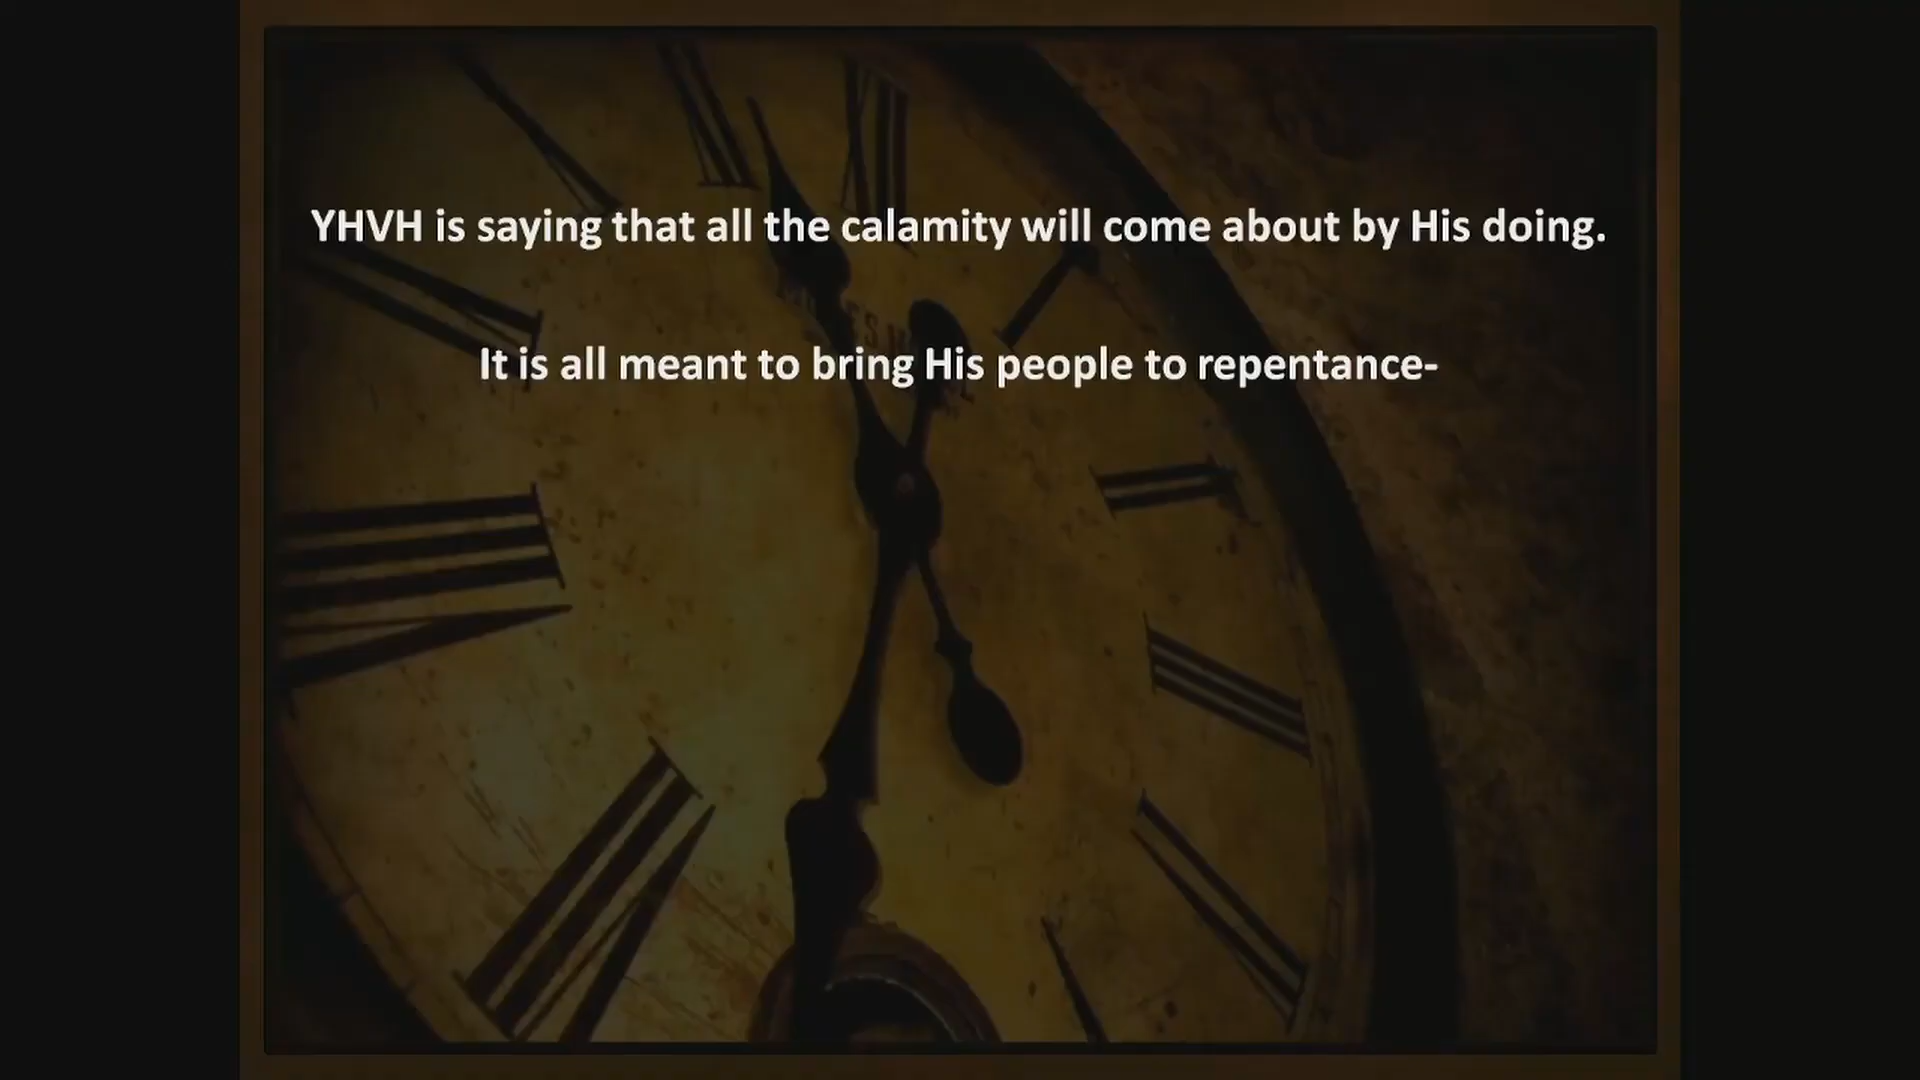 YHVH is saying that all the calamity will come about by His doing.
It is all meant to bring His people to repentance-